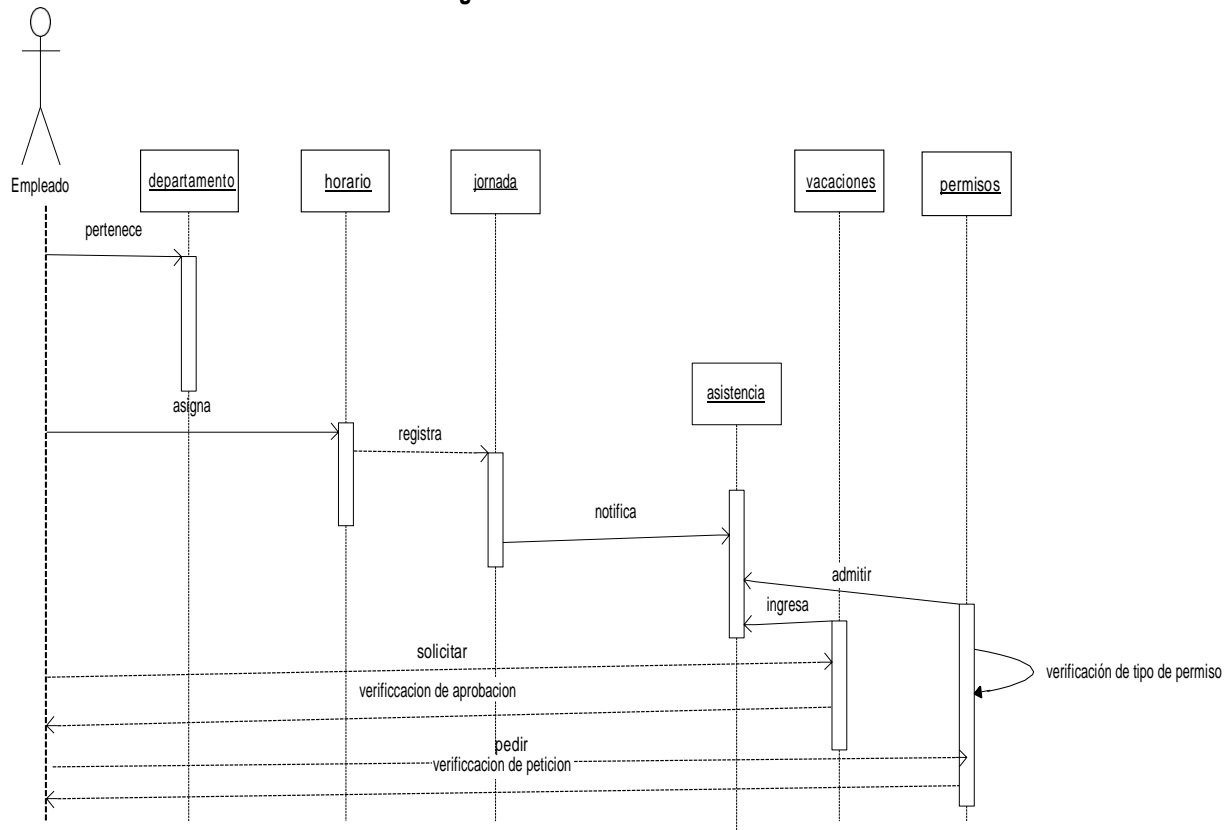 Empleado
departamento
horario
jornada
vacaciones
permisos
pertenece
asistencia
asigna
registra
notifica
admitir
ingresa
solicitar
verificación de tipo de permiso
verificcacion de aprobacion
pedir
verificcacion de peticion